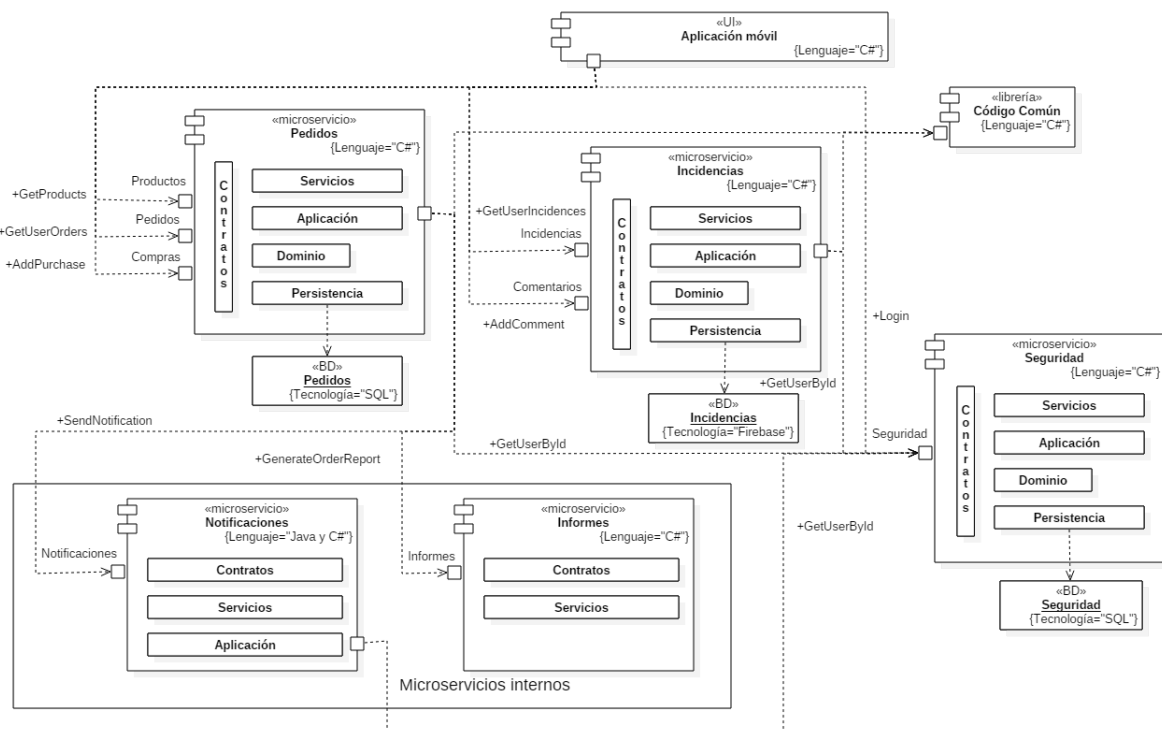 «UI»
Aplicación móvil
{Lenguaje="C#"}
«librería»
Código Común
{Lenguaje="C#"}
«microservicio»
Pedidos
{Lenguaje="C#"}
Contratos
Servicios
Aplicación
Dominio
Persistencia
Productos
+GetProducts
Pedidos
+GetUserOrders
Compras
+AddPurchase
«BD»
Pedidos
{Tecnología="SQL"}
«microservicio»
Incidencias
{Lenguaje="C#"}
Contratos
Servicios
Aplicación
Dominio
Persistencia
+GetUserIncidences
Incidencias
Comentarios
+AddComment
«BD»
Incidencias
{Tecnología="Firebase"}
+Login
+GetUserById
«microservicio»
Seguridad
{Lenguaje="C#"}
Contratos
Servicios
Aplicación
Dominio
Persistencia
Seguridad
«BD»
Seguridad
{Tecnología="SQL"}
+SendNotification
+GetUserById
+GenerateOrderReport
+GetUserById
«microservicio»
Notificaciones
{Lenguaje="Java y C#"}
Notificaciones
Contratos
Servicios
Aplicación
«microservicio»
Informes
{Lenguaje="C#"}
Informes
Contratos
Servicios
Microservicios internos